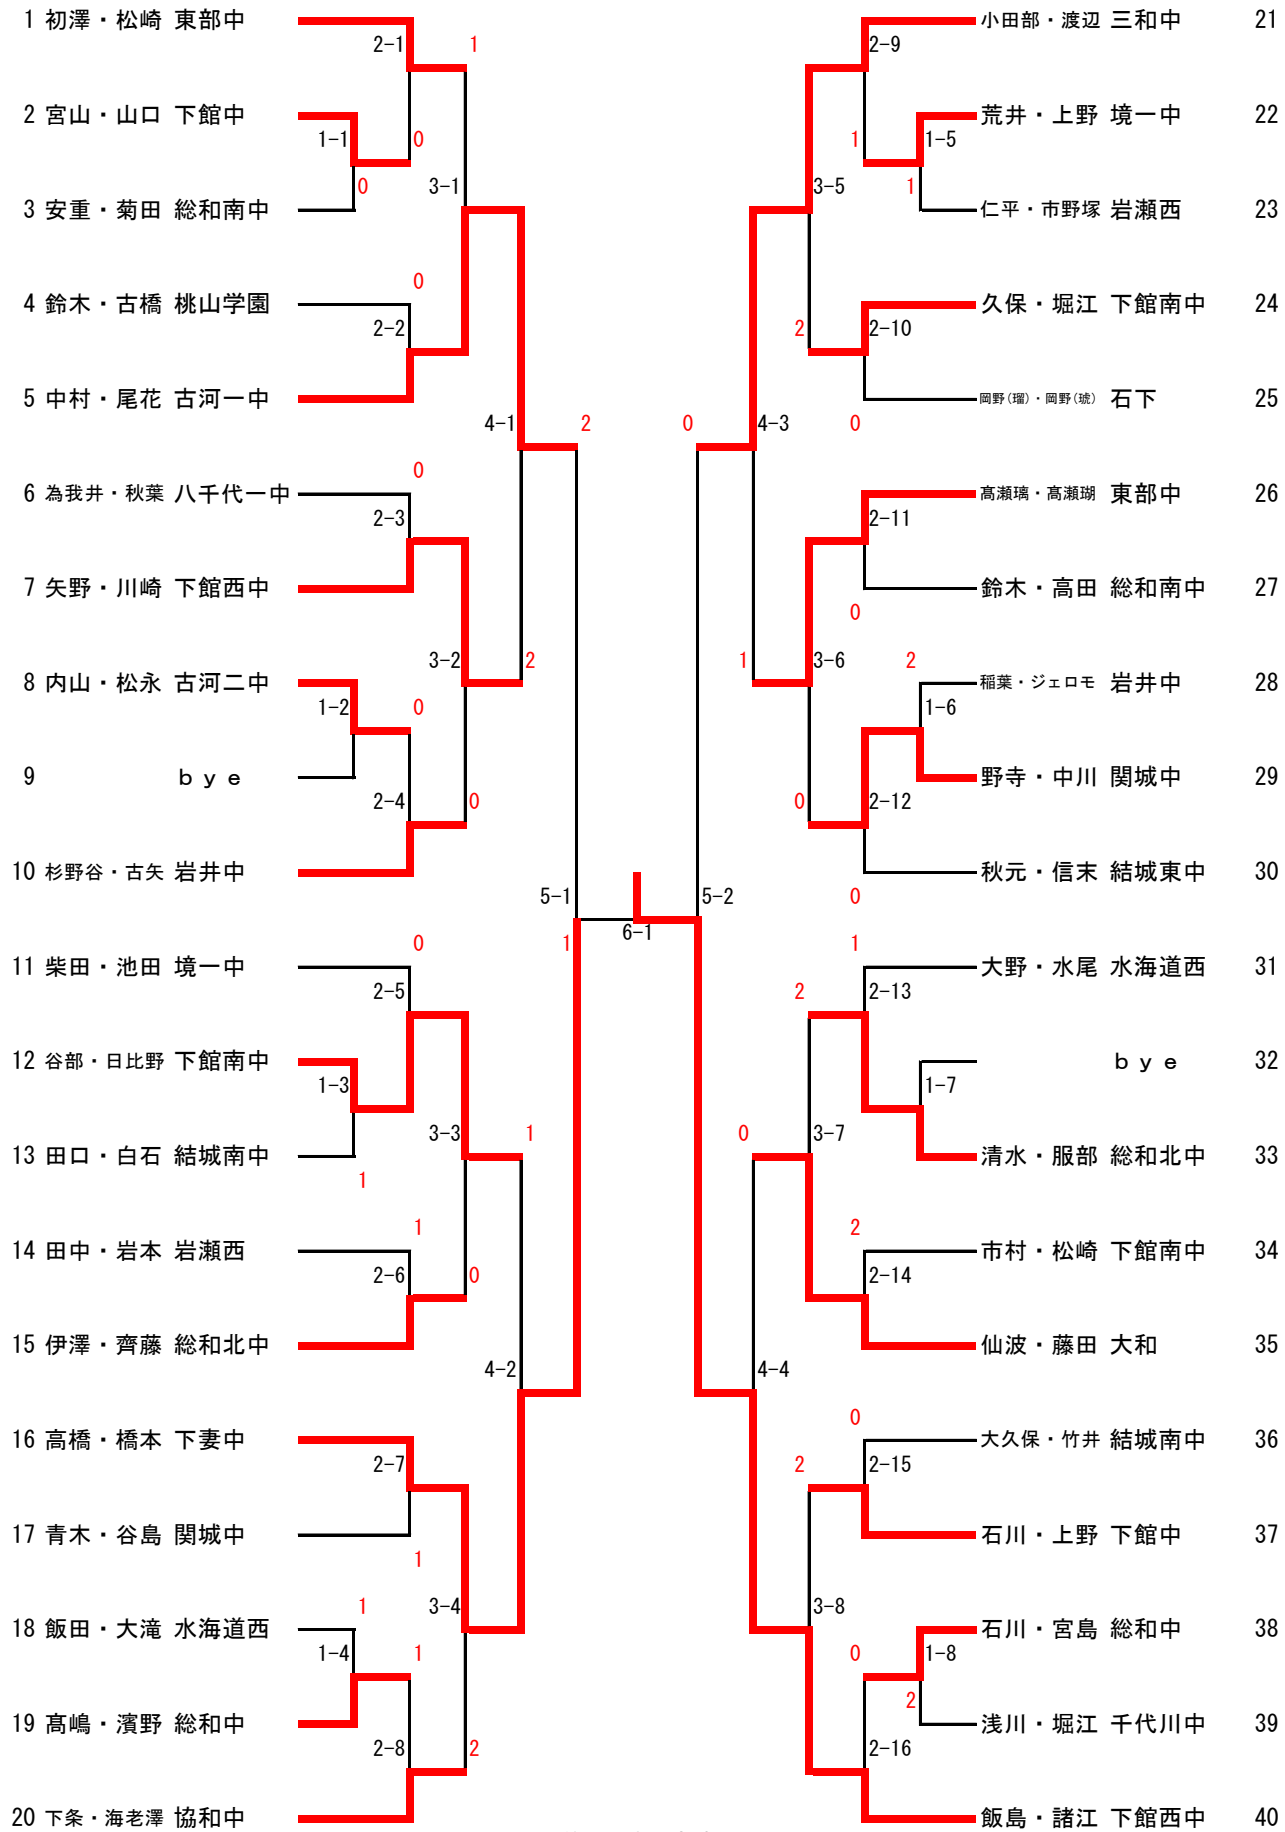 1 初澤・松崎 東部中
2 宮山・山口 下館中
3 安重・菊田 総和南中
4 鈴木・古橋 桃山学園
5 中村・尾花 古河一中
6 為我井・秋葉 八千代一中
7 矢野・川崎 下館西中
8 内山・松永 古河二中
9 ｂｙｅ
10 杉野谷・古矢 岩井中
11 柴田・池田 境一中
12 谷部・日比野 下館南中
13 田口・白石 結城南中
14 田中・岩本 岩瀬西
15 伊澤・齊藤 総和北中
16 高橋・橋本 下妻中
17 青木・谷島 関城中
18 飯田・大滝 水海道西
19 髙嶋・濱野 総和中
20 下条・海老澤 協和中
2-1 1
1-1 0
0 3-1
0
2-2
4-1 2
0
2-3
3-2 2
1-2 0
2-4 0
5-1
0 1
2-5
1-3
3-3 1
1
1
2-6 0
4-2
2-7
1
1 3-4
1-4 1
2-8 2
6-1
小田部・渡辺 三和中 21
荒井・上野 境一中 22
仁平・市野塚 岩瀬西 23
久保・堀江 下館南中 24
岡野(瑠)・岡野(琥) 石下 25
髙瀬璃・髙瀬瑚 東部中 26
鈴木・高田 総和南中 27
稲葉・ジェロモ 岩井中 28
野寺・中川 関城中 29
秋元・信末 結城東中 30
大野・水尾 水海道西 31
ｂｙｅ 32
清水・服部 総和北中 33
市村・松崎 下館南中 34
仙波・藤田 大和 35
大久保・竹井 結城南中 36
石川・上野 下館中 37
石川・宮島 総和中 38
浅川・堀江 千代川中 39
飯島・諸江 下館西中 40
2-9
1 1-5
3-5 1
2 2-10
0 4-3 0
2-11
0
1 3-6 2
1-6
0 2-12
5-2 0
1
2 2-13
1-7
0 3-7
2
2-14
4-4
0
2 2-15
3-8
0 1-8
2
2-16